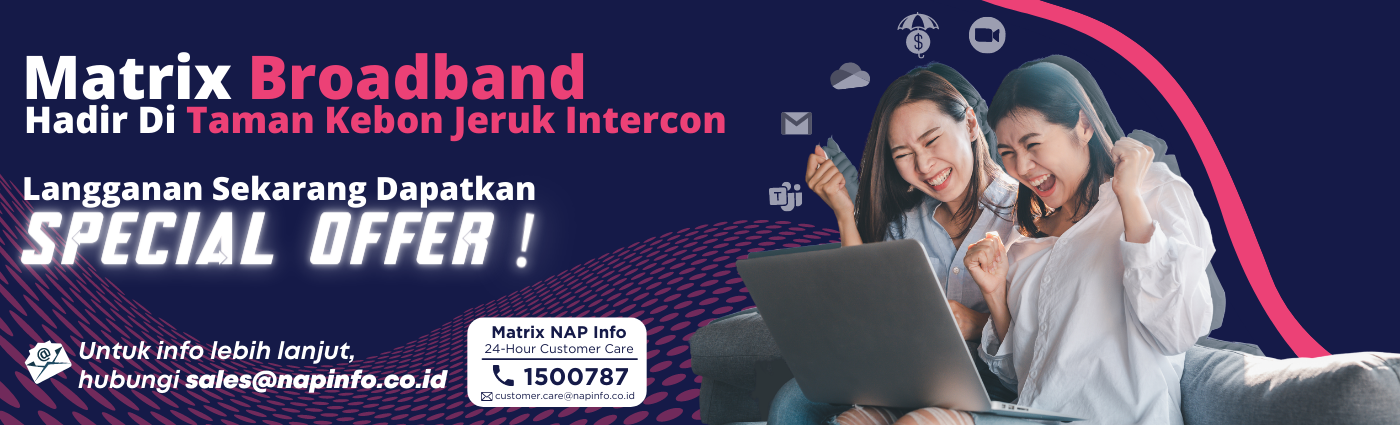 Matrix Broadband
Hadir Di Taman Kebon Jeruk Intercon
Langganan Sekarang Dapatkan
SPECIAL OFFER !
Untuk info lebih lanjut,
hubungi sales@napinfo.co.id
Matrix NAP Info
24-Hour Customer Care
1500787
customer.care@napinfo.co.id